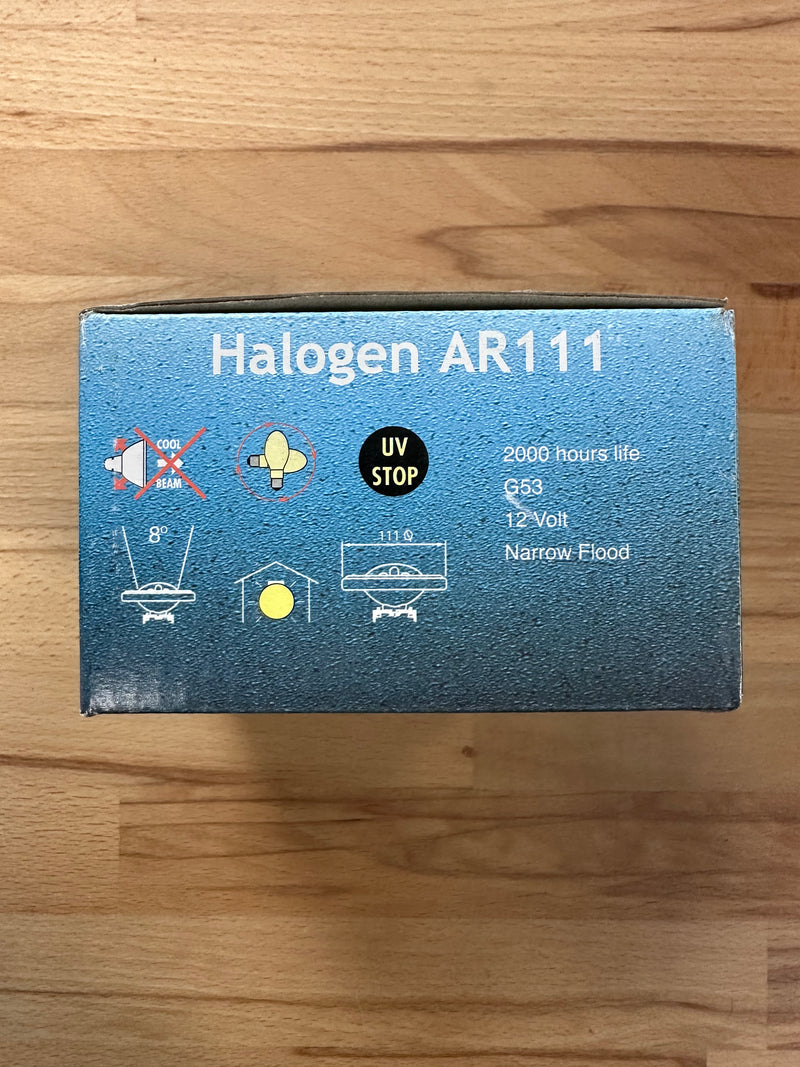 Halogen AR111
COOL
BEAM
UV
STOP
2000 hours life
G53
12 Volt
Narrow Flood
8°
111 Ø